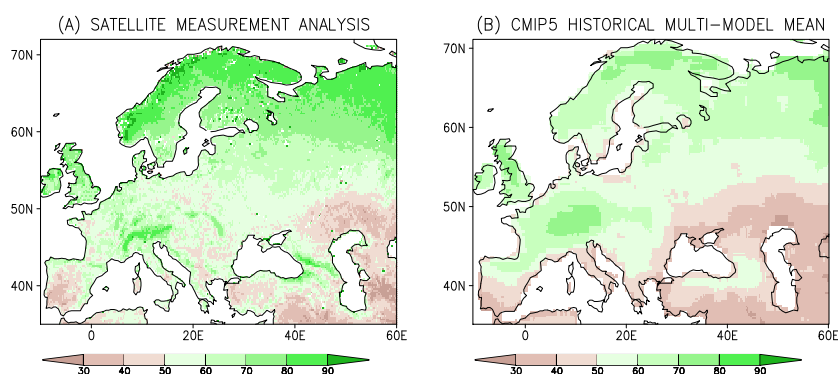 (A) SATELLITE MEASUREMENT ANALYSIS
(B) CMIP5 HISTORICAL MULTI-MODEL MEAN
70N
60N
50N
40N
0 20E 40E 60E
30 40 50 60 70 80 90
70N
60N
50N
40N
0 20E 40E 60E
30 40 50 60 70 80 90